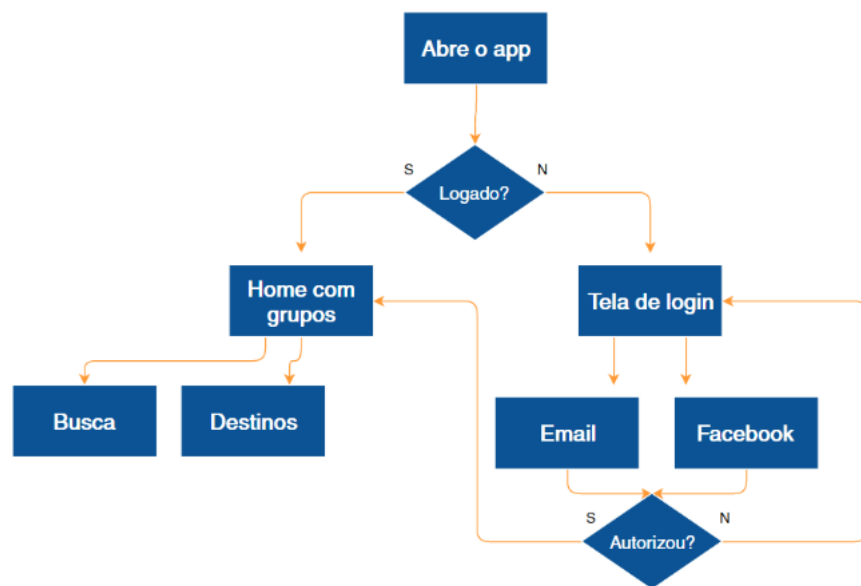 Abre o app
S
N
Logado?
Home com
grupos
Tela de login
Busca
Destinos
Email
Facebook
S
N
Autorizou?